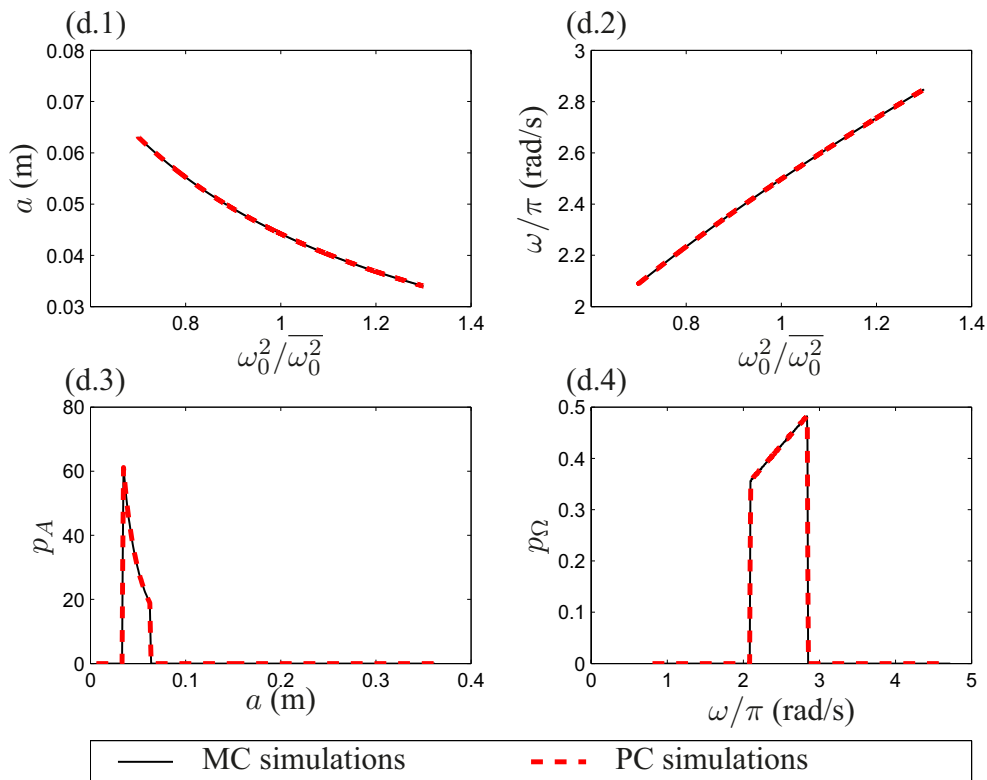 (d.1)
0.08
0.07
0.06
0.05
0.04
0.03
a (m)
0.8 1 1.2 1.4
ω₀²/\overline{ω₀²}
(d.2)
3
2.8
2.6
2.4
2.2
2
ω/π (rad/s)
0.8 1 1.2 1.4
ω₀²/\overline{ω₀²}
(d.3)
80
60
40
20
0
p_A
0 0.1 0.2 0.3 0.4
a (m)
(d.4)
0.5
0.4
0.3
0.2
0.1
0
p_Ω
0 1 2 3 4 5
ω/π (rad/s)
MC simulations PC simulations